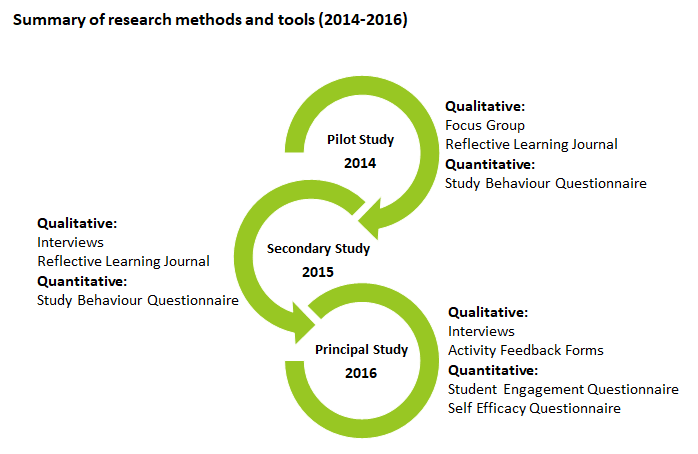 Summary of research methods and tools (2014-2016)
Pilot Study
2014
Qualitative:
Focus Group
Reflective Learning Journal
Quantitative:
Study Behaviour Questionnaire
Secondary Study
2015
Qualitative:
Interviews
Reflective Learning Journal
Quantitative:
Study Behaviour Questionnaire
Principal Study
2016
Qualitative:
Interviews
Activity Feedback Forms
Quantitative:
Student Engagement Questionnaire
Self Efficacy Questionnaire